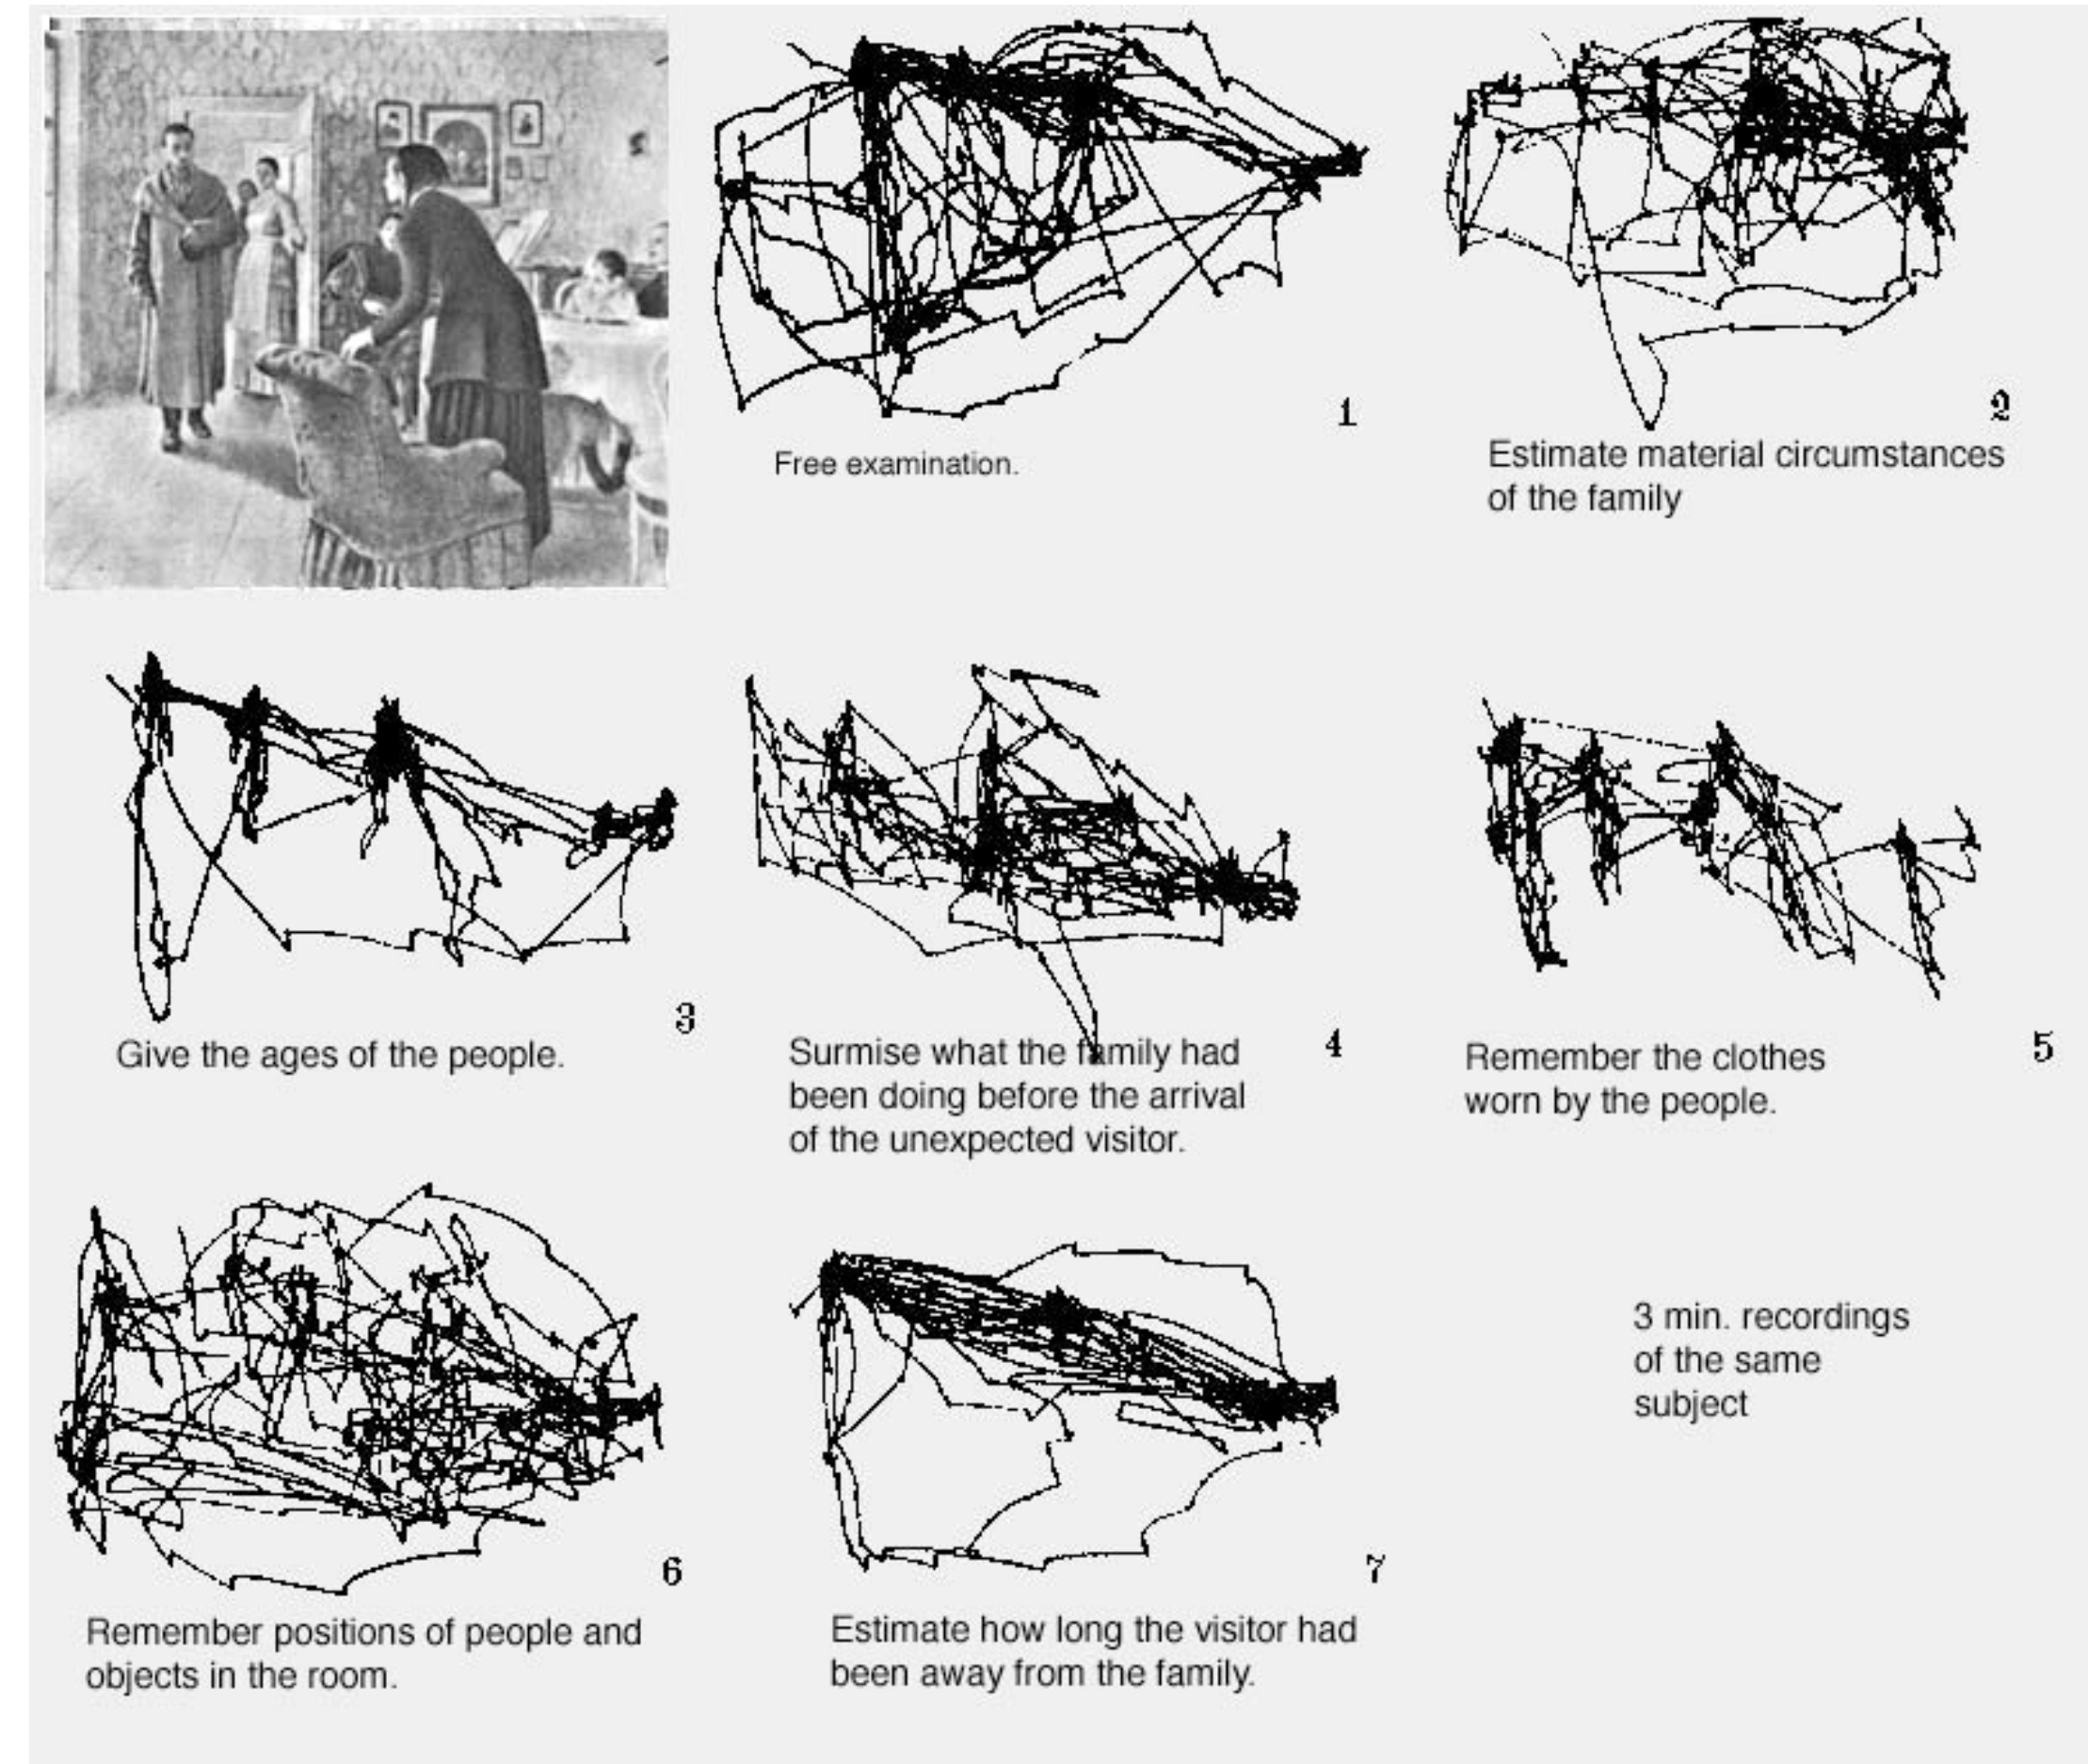 1
Free examination.
2
Estimate material circumstances
of the family
3
Give the ages of the people.
4
Surmise what the family had
been doing before the arrival
of the unexpected visitor.
5
Remember the clothes
worn by the people.
6
Remember positions of people and
objects in the room.
7
Estimate how long the visitor had
been away from the family.
3 min. recordings
of the same
subject